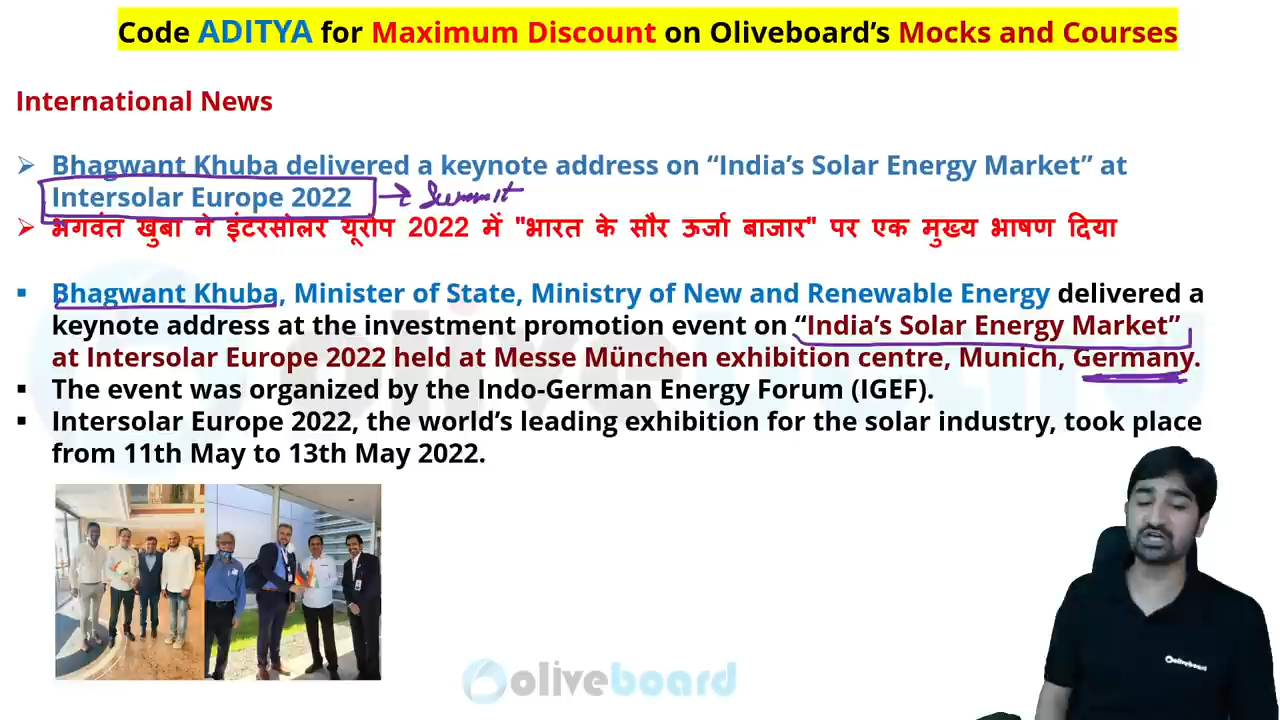 Code ADITYA for Maximum Discount on Oliveboard’s Mocks and Courses
International News
Bhagwant Khuba delivered a keynote address on “India’s Solar Energy Market” at
Intersolar Europe 2022 → Summit
भगवंत खुबा ने इंटरसोलर यूरोप 2022 में "भारत के सौर ऊर्जा बाजार" पर एक मुख्य भाषण दिया
Bhagwant Khuba, Minister of State, Ministry of New and Renewable Energy delivered a
keynote address at the investment promotion event on “India’s Solar Energy Market”
at Intersolar Europe 2022 held at Messe München exhibition centre, Munich, Germany.
The event was organized by the Indo-German Energy Forum (IGEF).
Intersolar Europe 2022, the world’s leading exhibition for the solar industry, took place
from 11th May to 13th May 2022.
oliveboard
oliveboard